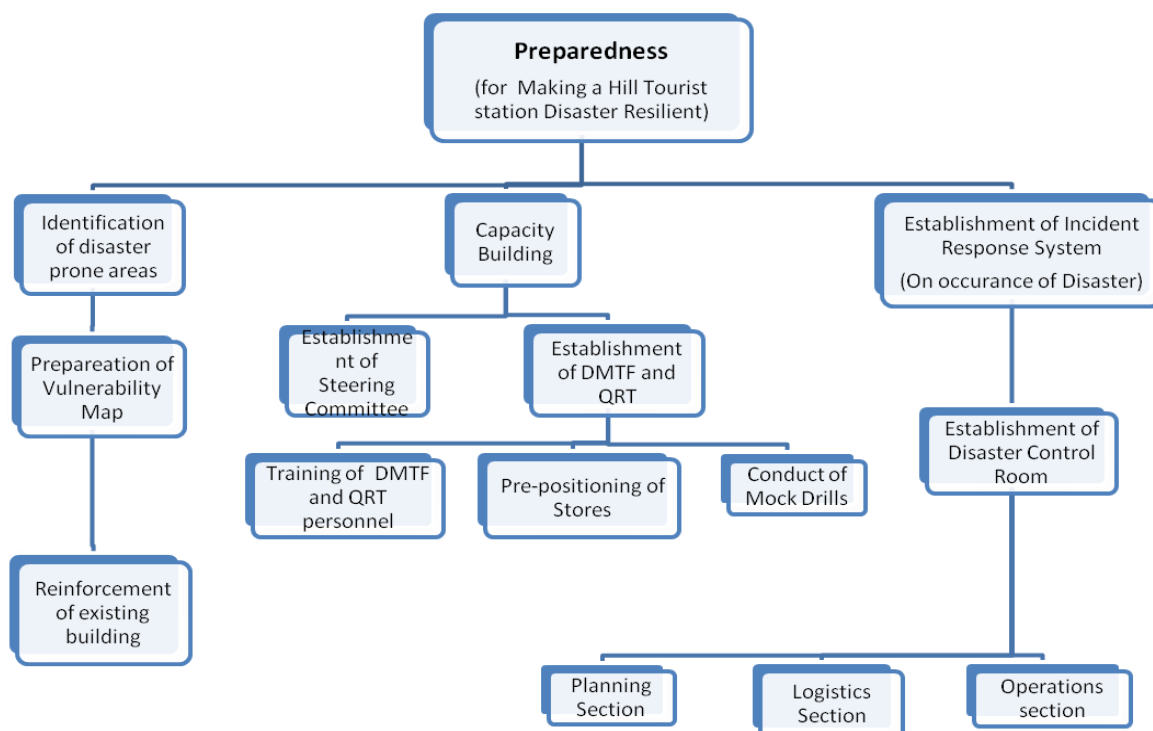 Preparedness
(for Making a Hill Tourist
station Disaster Resilient)
Identification
of disaster
prone areas
Capacity
Building
Establishment of Incident
Response System
(On occurance of Disaster)
Prepareation of
Vulnerability
Map
Establishme
nt of
Steering
Committee
Establishment
of DMTF and
QRT
Establishment of
Disaster Control
Room
Training of DMTF
and QRT
personnel
Pre-positioning of
Stores
Conduct of
Mock Drills
Reinforcement
of existing
building
Planning
Section
Logistics
Section
Operations
section